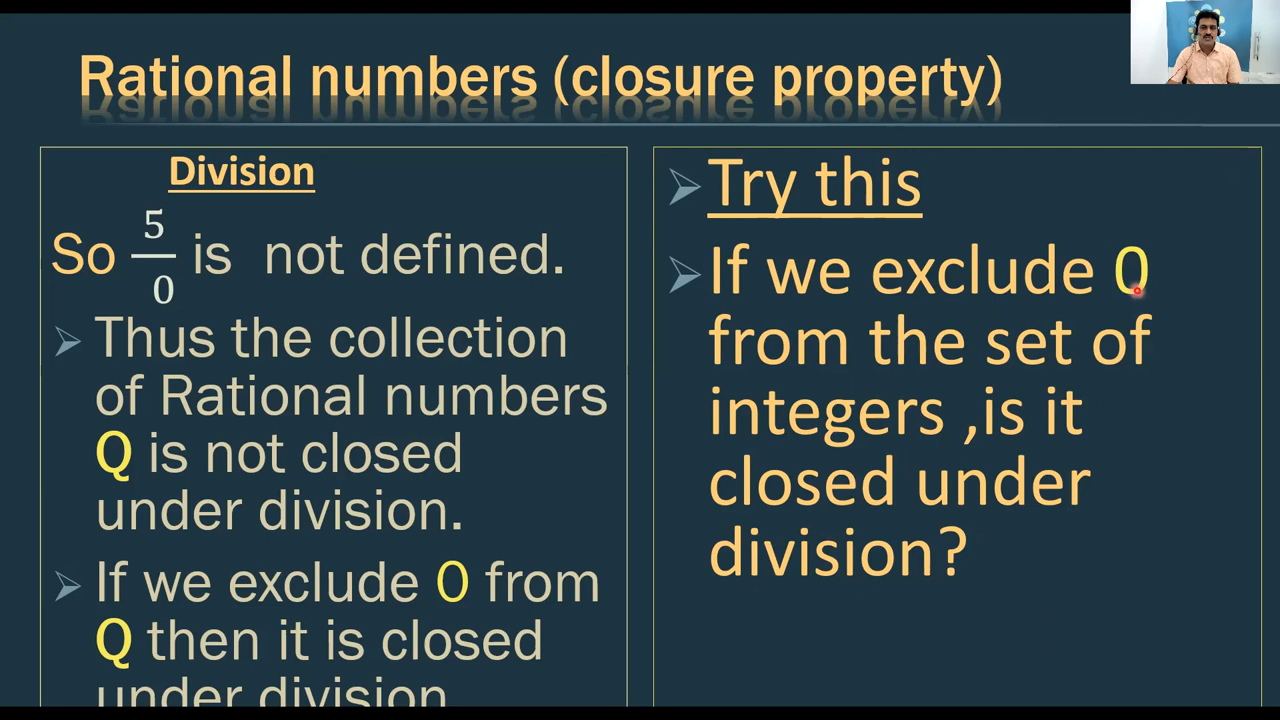 Rational numbers (closure property)
Division
So 5/0 is not defined.
Thus the collection
of Rational numbers
Q is not closed
under division.
If we exclude 0 from
Q then it is closed
under division
Try this
If we exclude 0
from the set of
integers ,is it
closed under
division?